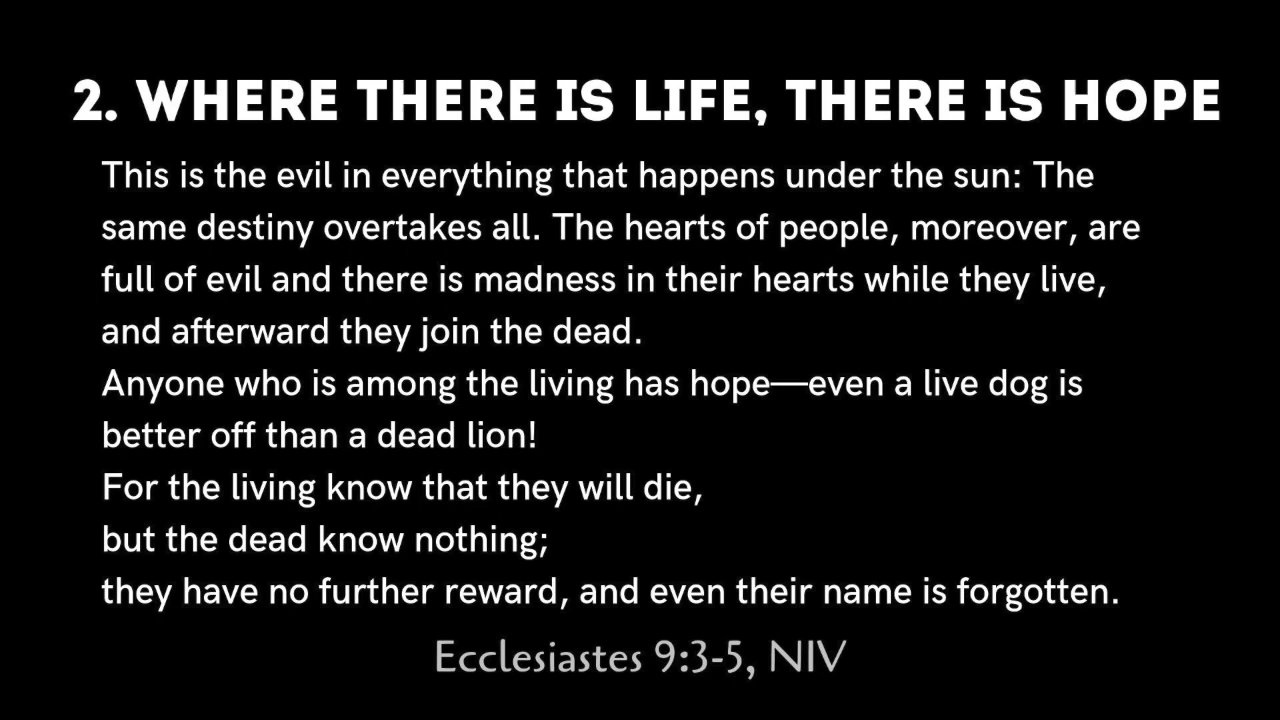 2. WHERE THERE IS LIFE, THERE IS HOPE
This is the evil in everything that happens under the sun: The
same destiny overtakes all. The hearts of people, moreover, are
full of evil and there is madness in their hearts while they live,
and afterward they join the dead.
Anyone who is among the living has hope—even a live dog is
better off than a dead lion!
For the living know that they will die,
but the dead know nothing;
they have no further reward, and even their name is forgotten.
Ecclesiastes 9:3-5, NIV